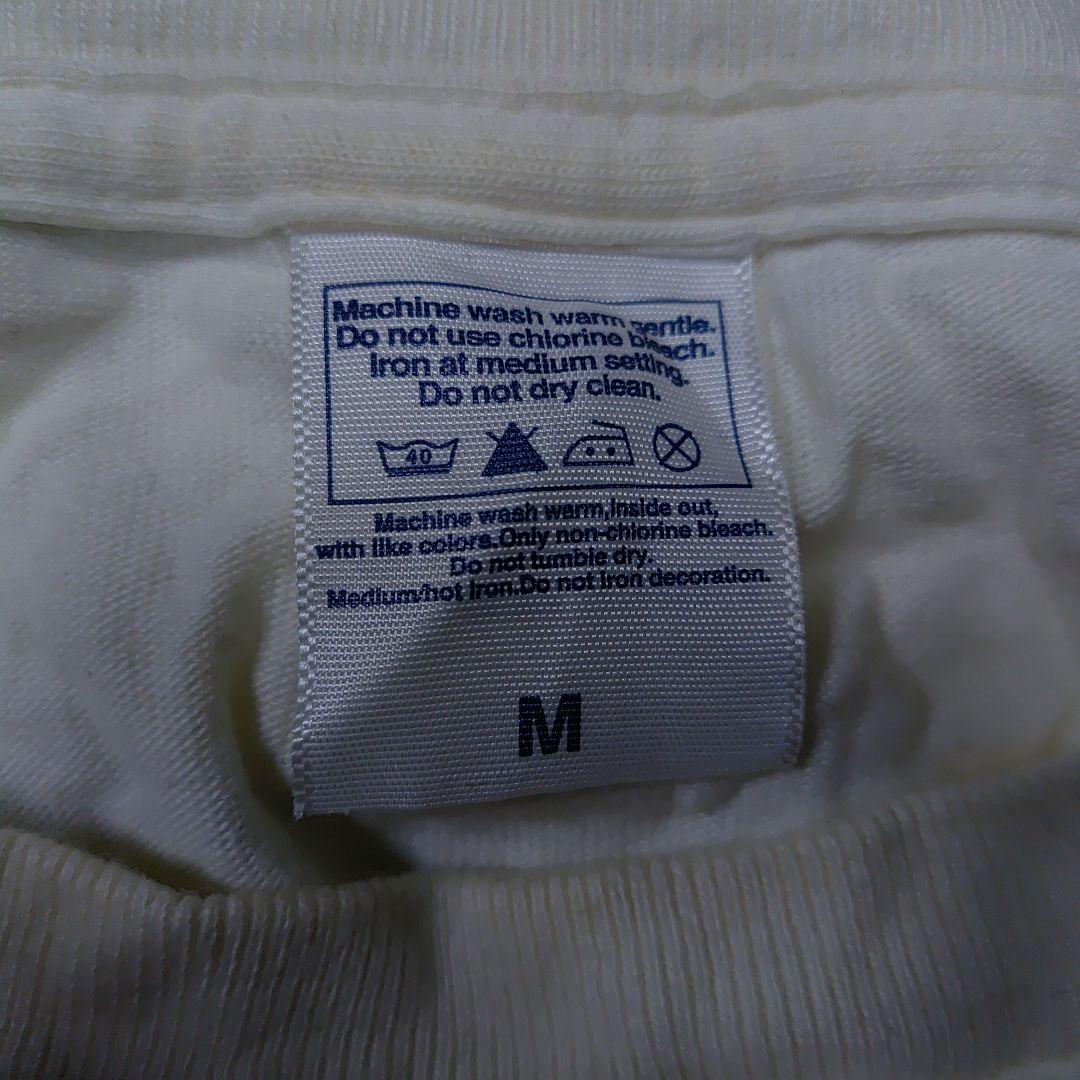 Machine wash warm gentle.
Do not use chlorine bleach.
Iron at medium setting.
Do not dry clean.
40
Machine wash warm,Inside out,
with like colors.Only non-chlorine bleach.
Do not tumble dry.
Medium/hot iron.Do not iron decoration.
M